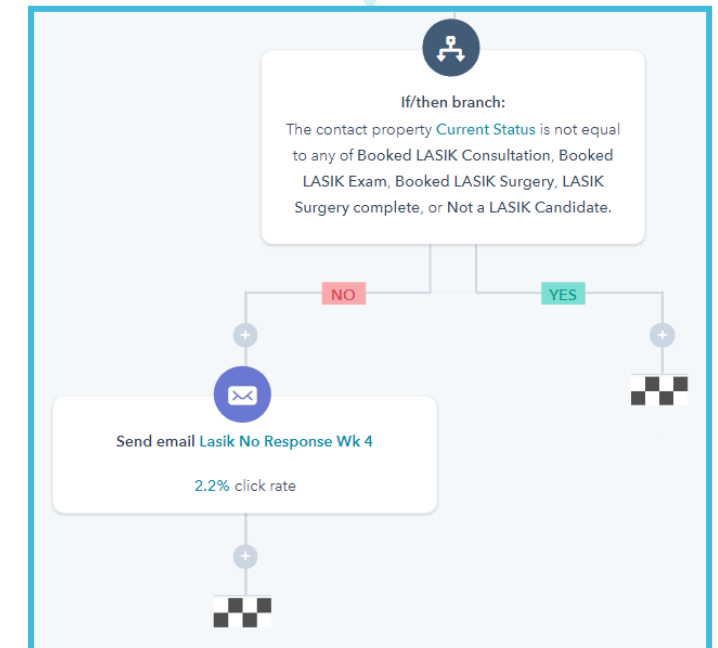 If/then branch:
The contact property Current Status is not equal
to any of Booked LASIK Consultation, Booked
LASIK Exam, Booked LASIK Surgery, LASIK
Surgery complete, or Not a LASIK Candidate.
NO
YES
Send email Lasik No Response Wk 4
2.2% click rate